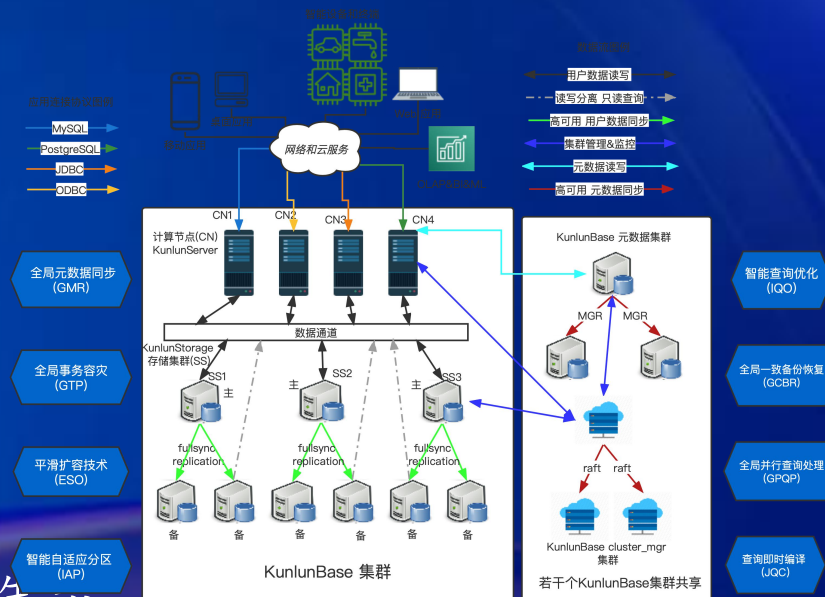 MySQL
PostgreSQL
JDBC
ODBC
网络和云服务
用户数据读写
读写分离 只读查询
高可用 用户数据同步
集群管理&监控
元数据读写
高可用 元数据同步
全局元数据同步
(GMR)
全局事务容灾
(GTP)
平滑扩容技术
(ESO)
智能自适应分区
(IAP)
CN1
CN2
CN3
CN4
计算节点(CN)
KunlunServer
数据通道
KunlunStorage
存储集群(SS)
SS1
主
主
SS2
主
SS3
fullsync
replication
fullsync
replication
fullsync
replication
备
备
备
备
备
备
KunlunBase 集群
KunlunBase 元数据集群
MGR
MGR
raft
raft
KunlunBase cluster_mgr
集群
若干个KunlunBase集群共享
智能查询优化
(IQO)
全局一致备份恢复
(GCBR)
全局并行查询处理
(GPQP)
查询即时编译
(JQC)